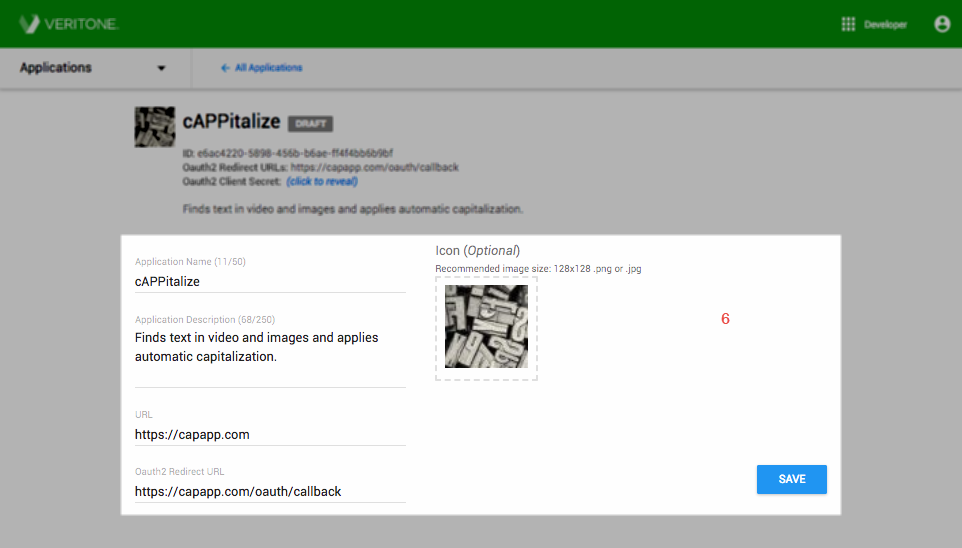 VERITONE
Developer
Applications
All Applications
cAPPitalize DRAFT
ID: e6ac4220-5898-456b-b6ae-ff4f4bb6b9bf
Oauth2 Redirect URLs: https://capapp.com/oauth/callback
Oauth2 Client Secret: (click to reveal)
Finds text in video and images and applies automatic capitalization.
Application Name (11/50)
cAPPitalize
Application Description (68/250)
Finds text in video and images and applies
automatic capitalization.
URL
https://capapp.com
Oauth2 Redirect URL
https://capapp.com/oauth/callback
Icon (Optional)
Recommended image size: 128x128 .png or .jpg
6
SAVE